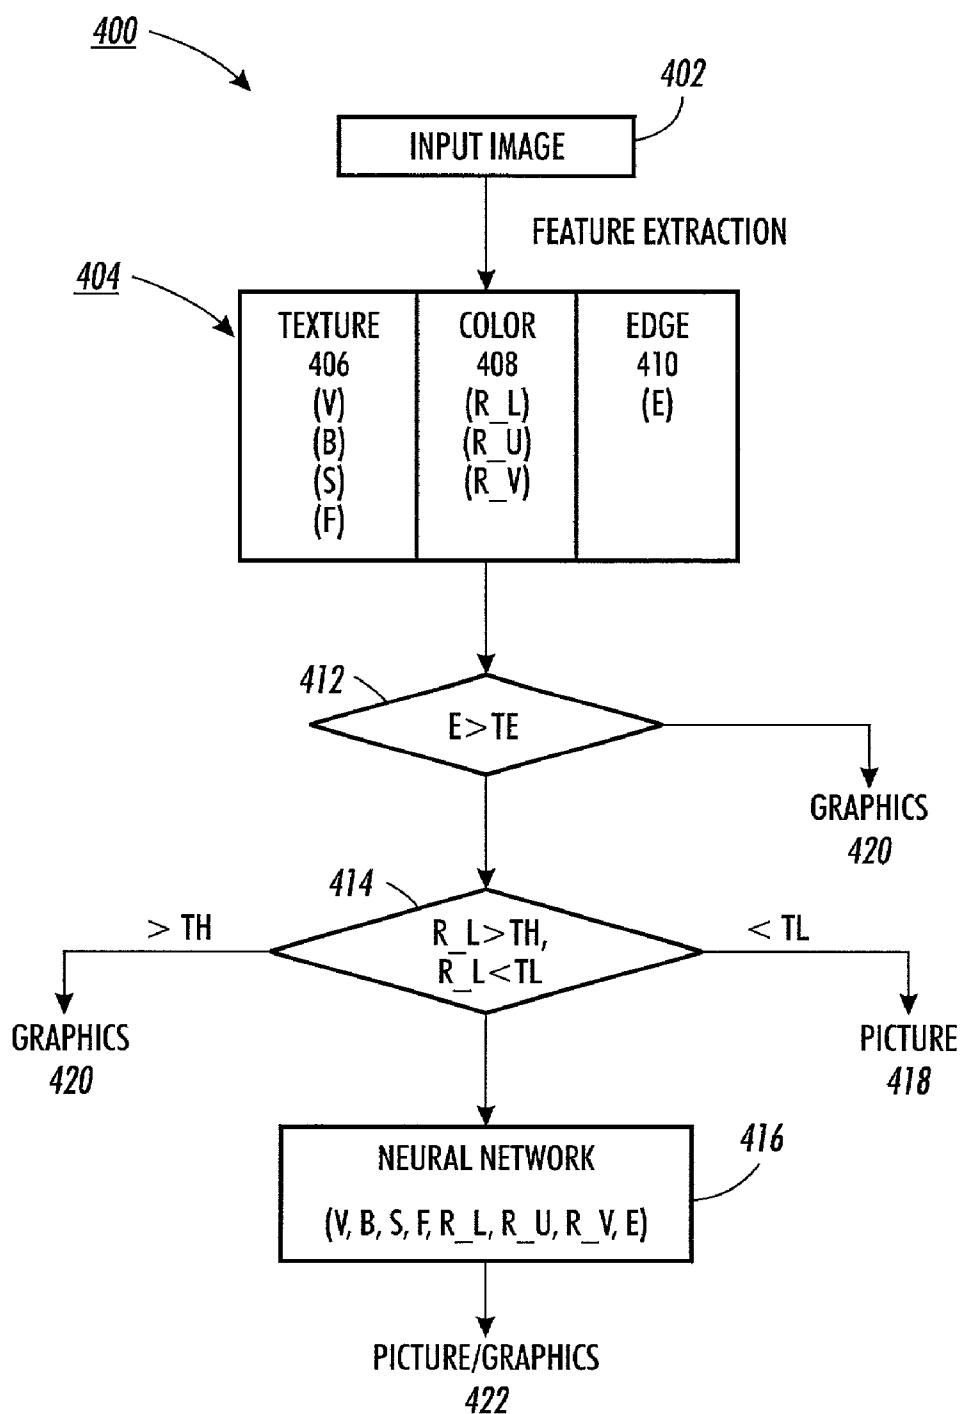 400
402
INPUT IMAGE
FEATURE EXTRACTION
404
TEXTURE
406
(V)
(B)
(S)
(F)
COLOR
408
(R_L)
(R_U)
(R_V)
EDGE
410
(E)
412
E>TE
GRAPHICS
420
414
> TH
R_L>TH,
R_L<TL
< TL
GRAPHICS
420
PICTURE
418
416
NEURAL NETWORK
(V, B, S, F, R_L, R_U, R_V, E)
PICTURE/GRAPHICS
422